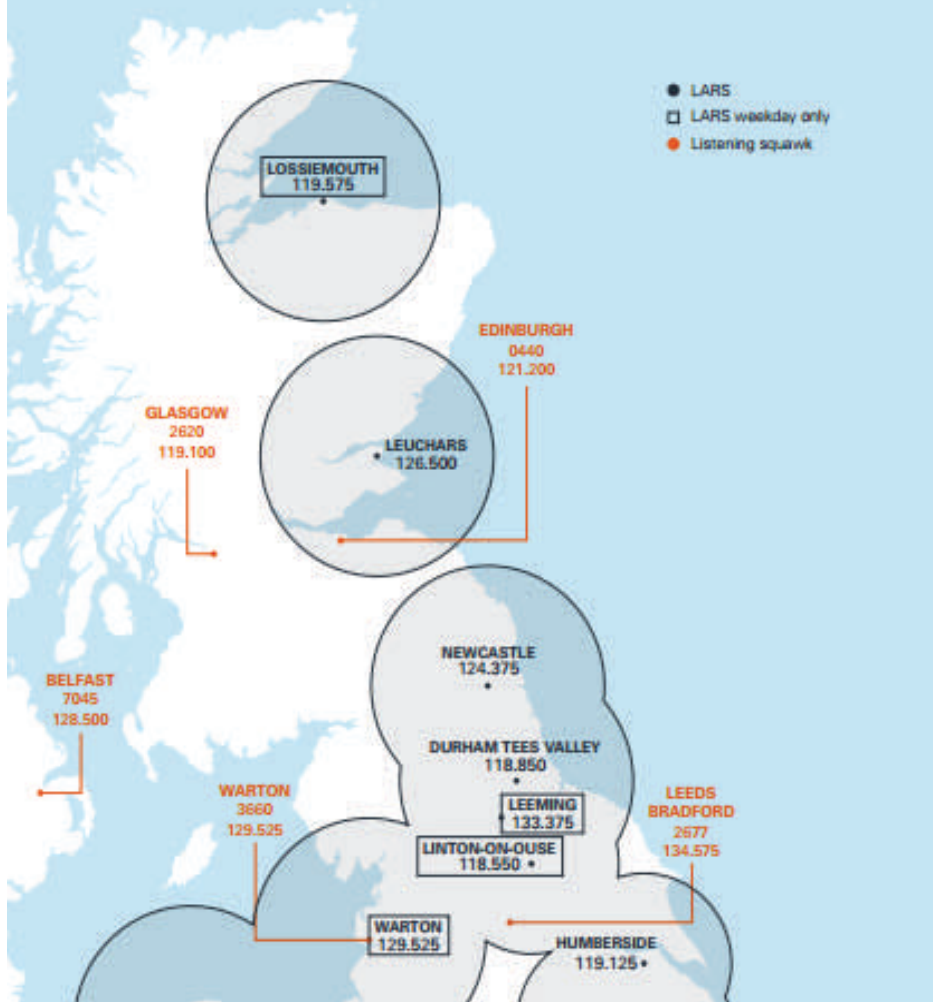 LARS
LARS weekday only
Listening squawk
LOSSIEMOUTH
119.575
EDINBURGH
0440
121.200
GLASGOW
2620
119.100
LEUCHARS
126.500
NEWCASTLE
124.375
BELFAST
7045
128.500
DURHAM TEES VALLEY
118.850
WARTON
3660
129.525
LEEMING
133.375
LEEDS
BRADFORD
2677
134.575
LINTON-ON-OUSE
118.550
WARTON
129.525
HUMBERSIDE
119.125